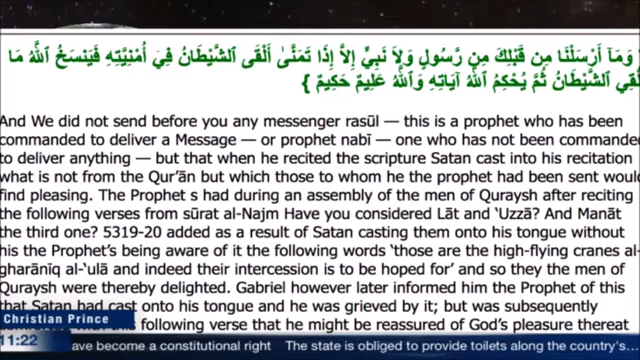 وَمَآ أَرْسَلْنَا مِن قَبْلِكَ مِن رَّسُولٍ وَلاَ نَبِيٍّ إِلاَّ إِذَا تَمَنَّىٰ أَلْقَى ٱلشَّيْطَانُ فِيۤ أُمْنِيَّتِهِ فَيَنسَخُ ٱللَّهُ مَا
يُلْقِي ٱلشَّيْطَانُ ثُمَّ يُحْكِمُ ٱللَّهُ آيَاتِهِ وَٱللَّهُ عَلِيمٌ حَكِيمٌ }
And We did not send before you any messenger rasūl — this is a prophet who has been
commanded to deliver a Message — or prophet nabī — one who has not been commanded
to deliver anything — but that when he recited the scripture Satan cast into his recitation
what is not from the Qur'ān but which those to whom he the prophet had been sent would
find pleasing. The Prophet s had during an assembly of the men of Quraysh after reciting
the following verses from sūrat al-Najm Have you considered Lāt and 'Uzzā? And Manāt
the third one? 5319-20 added as a result of Satan casting them onto his tongue without
his the Prophet's being aware of it the following words 'those are the high-flying cranes al-
gharānīq al-'ulā and indeed their intercession is to be hoped for' and so they the men of
Quraysh were thereby delighted. Gabriel however later informed him the Prophet of this
that Satan had cast onto his tongue and he was grieved by it; but was subsequently
following verse that he might be reassured of God's pleasure thereat
Christian Prince
11:22 ave become a constitutional right The state is obliged to provide toilets along the country's...